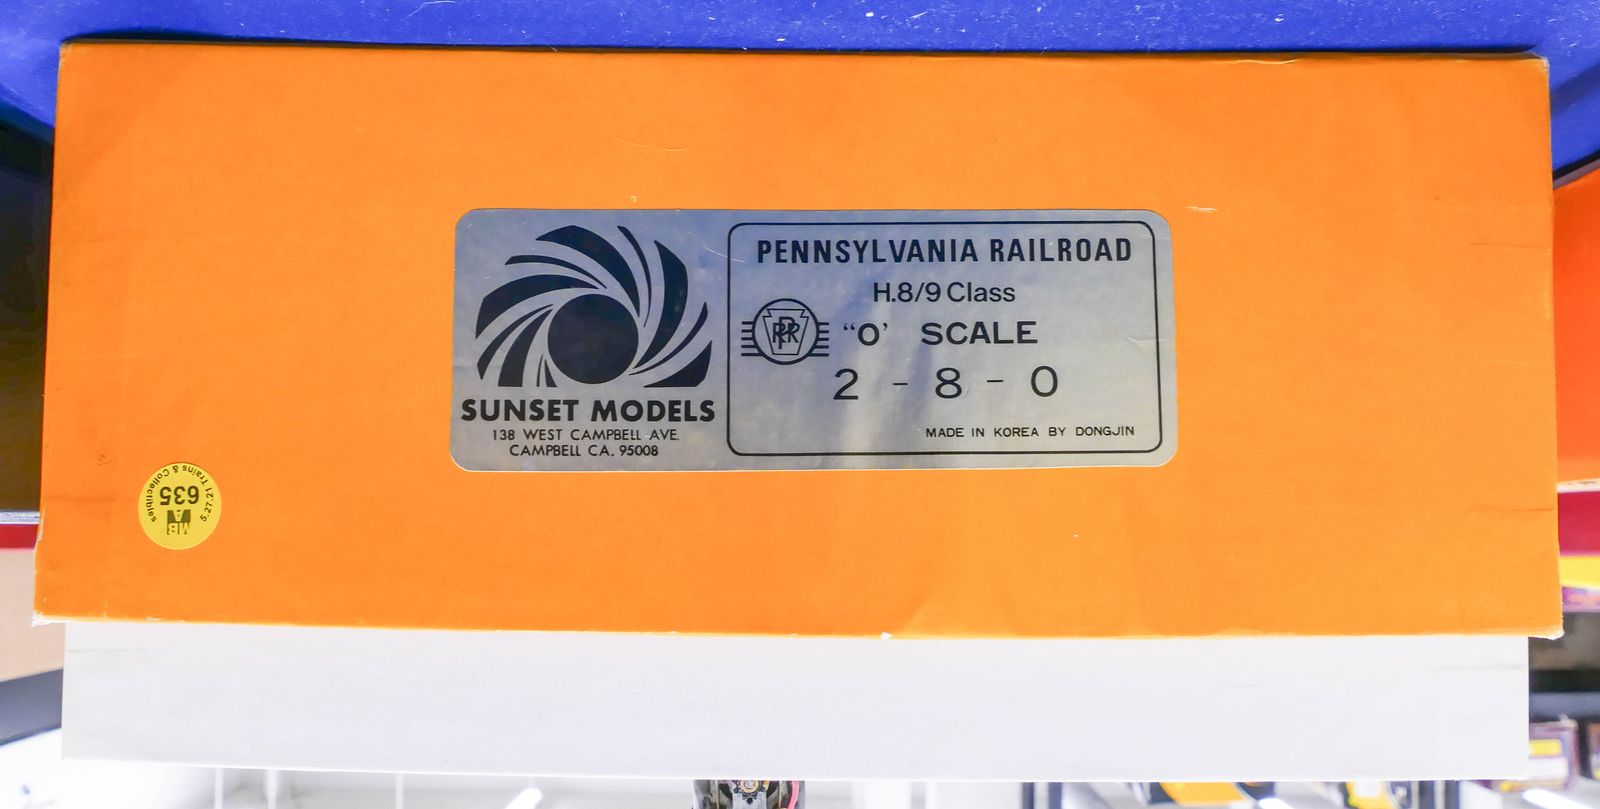 PENNSYLVANIA RAILROAD
H.8/9 Class
PRR
“O’ SCALE
2 - 8 - 0
MADE IN KOREA BY DONGJIN
SUNSET MODELS
138 WEST CAMPBELL AVE.
CAMPBELL CA. 95008
MBA
635
5.27.21 Trains & Collectibles